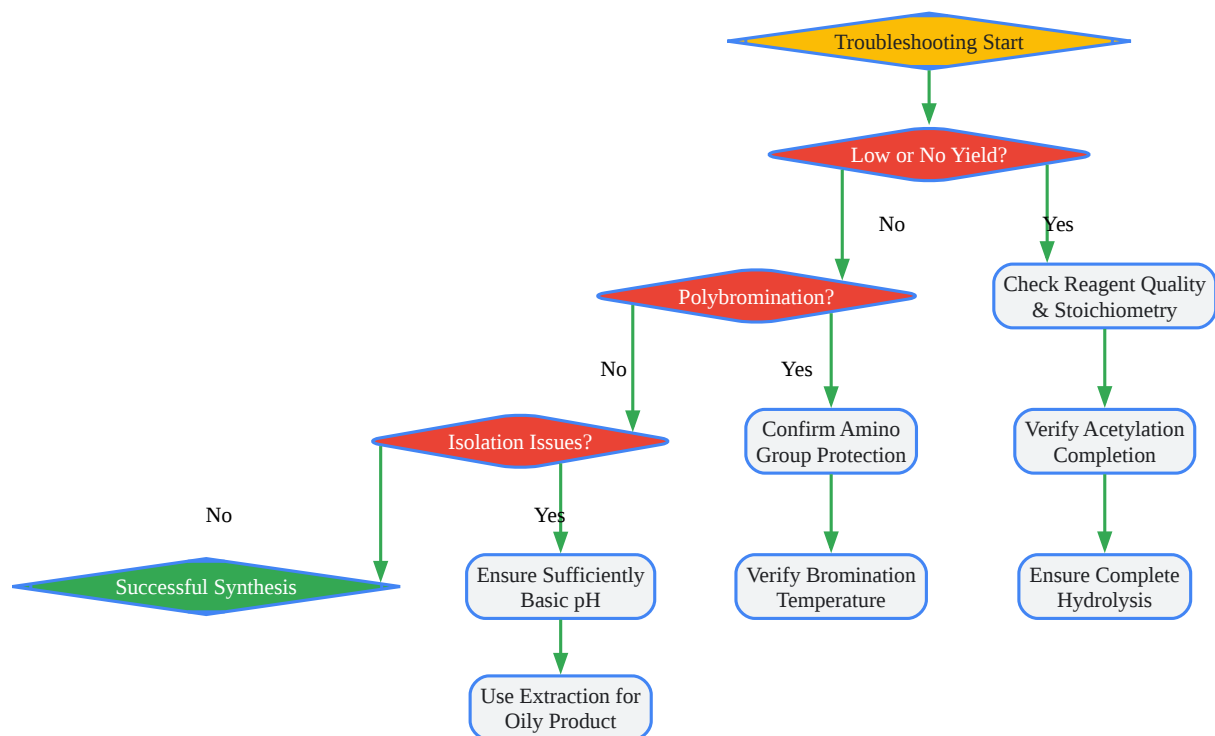 Troubleshooting Start
Low or No Yield?
No
Yes
Check Reagent Quality
& Stoichiometry
Polybromination?
No
Yes
Confirm Amino
Group Protection
Verify Acetylation
Completion
Isolation Issues?
No
Yes
Successful Synthesis
Ensure Sufficiently
Basic pH
Verify Bromination
Temperature
Ensure Complete
Hydrolysis
Use Extraction for
Oily Product